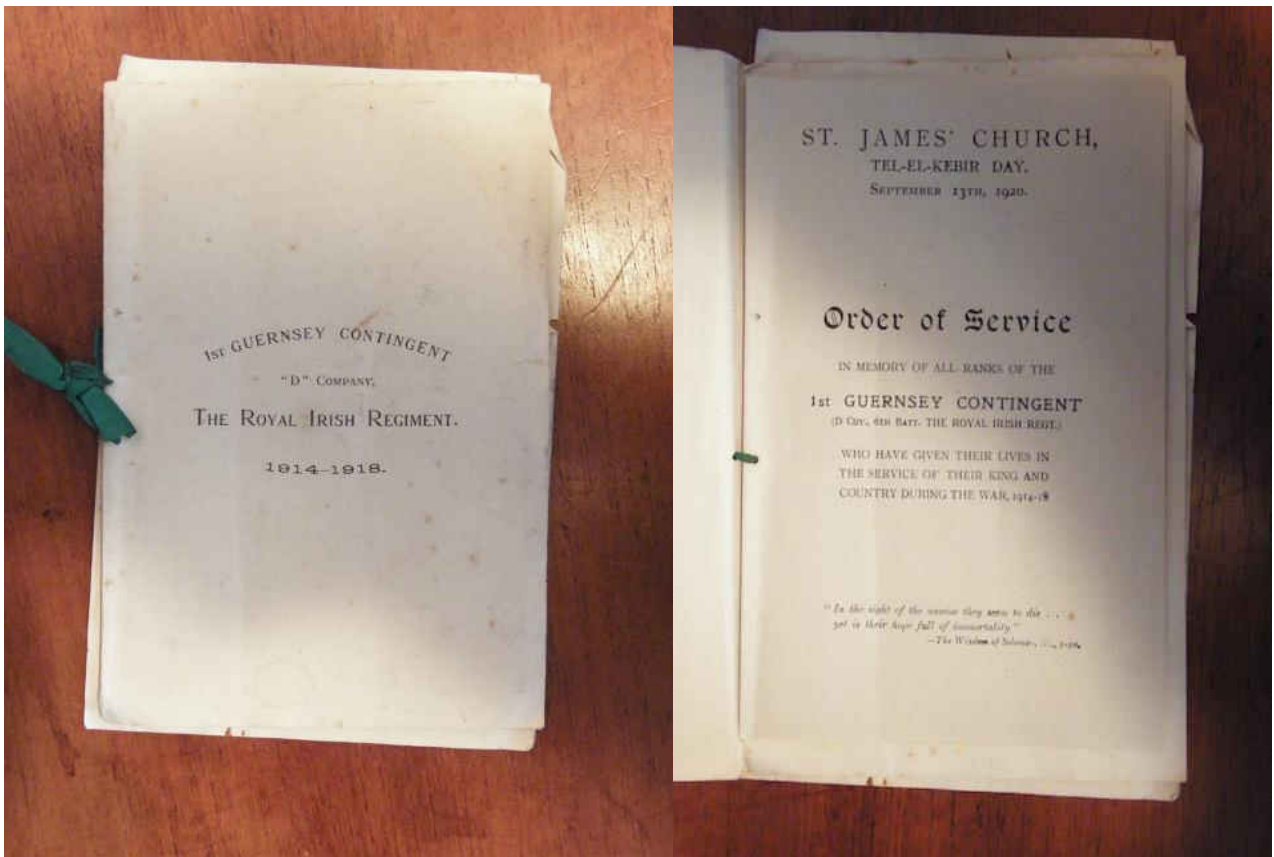 1st GUERNSEY CONTINGENT
"D" COMPANY,
THE ROYAL IRISH REGIMENT.
1914-1918.
ST. JAMES' CHURCH,
TEL-EL-KEBIR DAY.
SEPTEMBER 13TH, 1920.
Order of Service
IN MEMORY OF ALL RANKS OF THE
1st GUERNSEY CONTINGENT
(D COY., 6TH BATT. THE ROYAL IRISH REGT.)
WHO HAVE GIVEN THEIR LIVES IN
THE SERVICE OF THEIR KING AND
COUNTRY DURING THE WAR, 1914-18
"In the sight of the unwise they seem to die . . .
yet is their hope full of immortality"
—The Wisdom of Solomon,